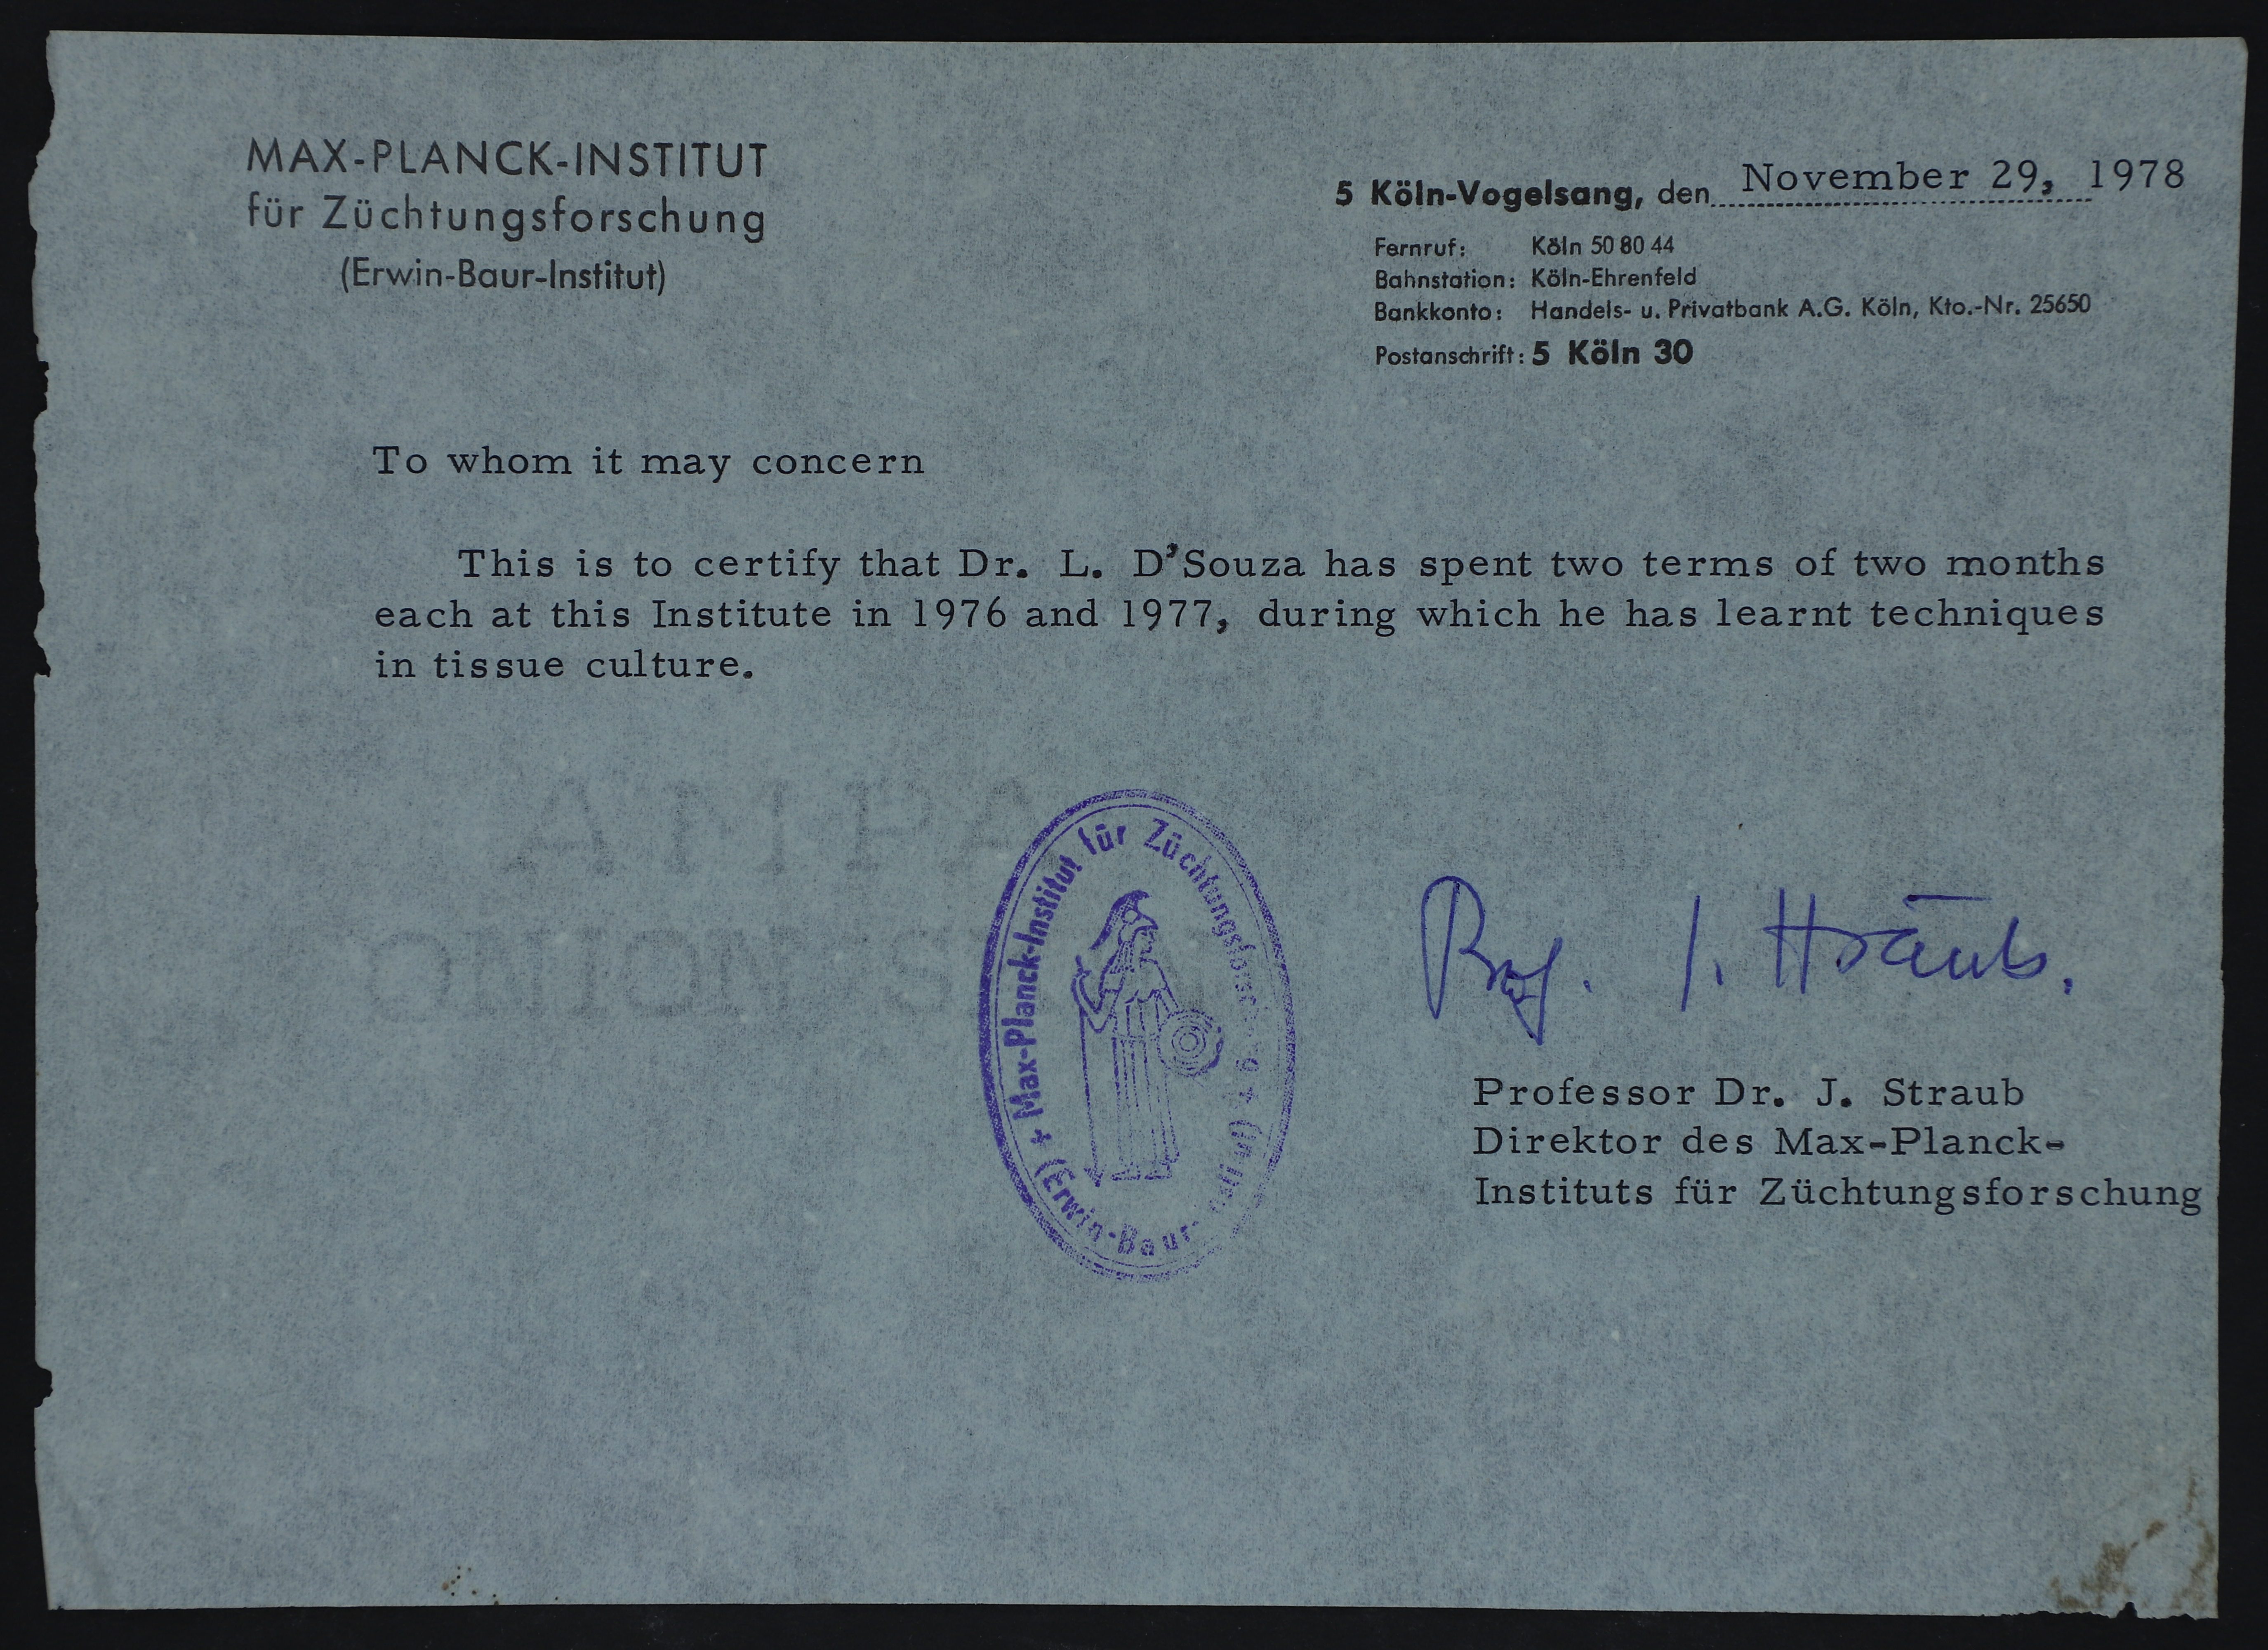 MAX-PLANCK-INSTITUT
für Züchtungsforschung
(Erwin-Baur-Institut)
5 Köln-Vogelsang, den November 29, 1978
Fernruf: Köln 50 80 44
Bahnstation: Köln-Ehrenfeld
Bankkonto: Handels- u. Privatbank A.G. Köln, Kto.-Nr. 25650
Postanschrift: 5 Köln 30
To whom it may concern
This is to certify that Dr. L. D'Souza has spent two terms of two months
each at this Institute in 1976 and 1977, during which he has learnt techniques
in tissue culture.
+ Max-Planck-Institut für Züchtungsforschung + (Erwin-Baur-Institut)
Prof. J. Straub.
Professor Dr. J. Straub
Direktor des Max-Planck-
Instituts für Züchtungsforschung